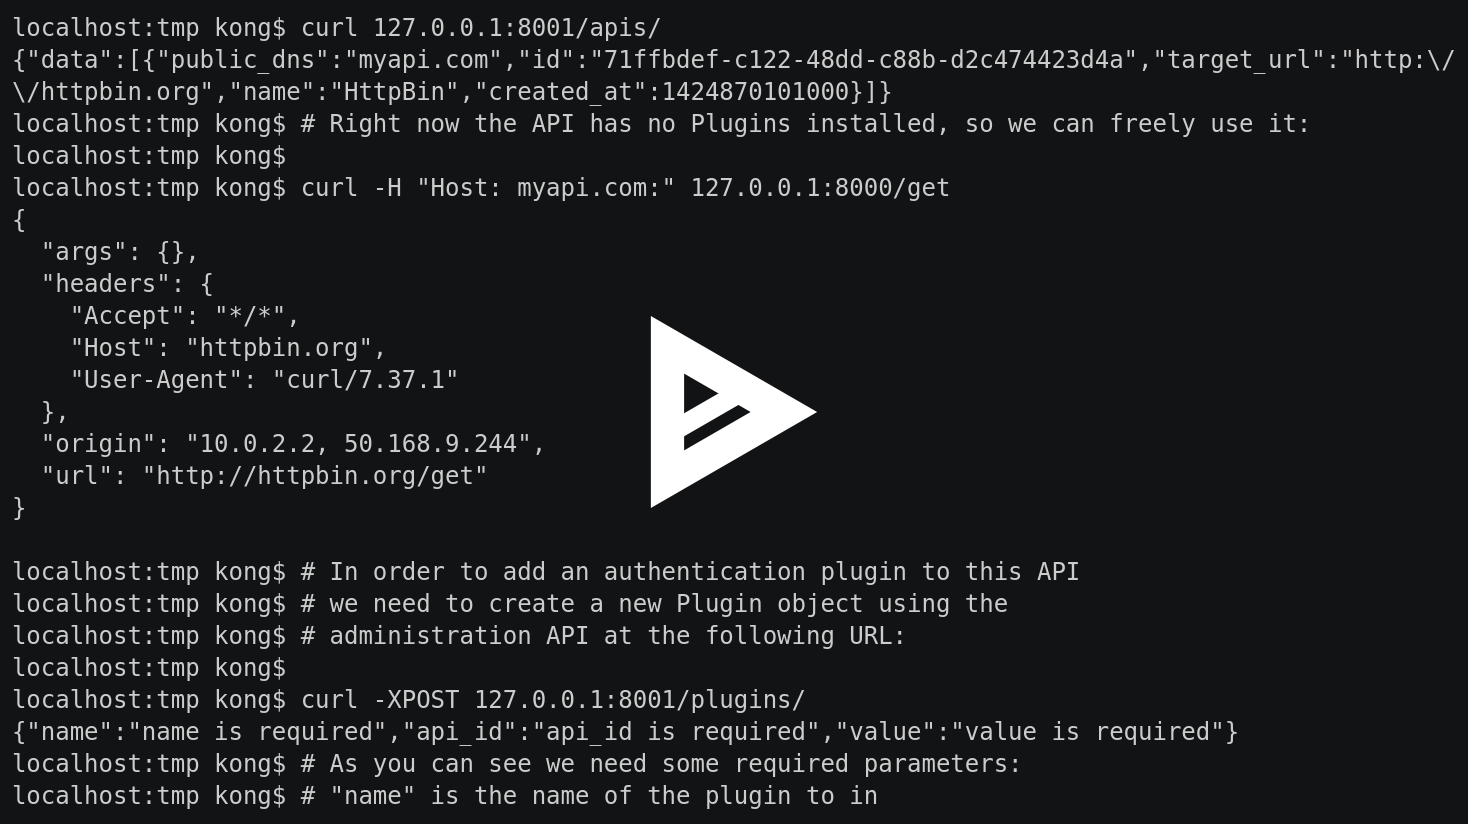 localhost:tmp kong$ curl 127.0.0.1:8001/apis/
{"data":[{"public_dns":"myapi.com","id":"71ffbdef-c122-48dd-c88b-d2c474423d4a","target_url":"http:\/
\/httpbin.org","name":"HttpBin","created_at":1424870101000}]}
localhost:tmp kong$ # Right now the API has no Plugins installed, so we can freely use it:
localhost:tmp kong$
localhost:tmp kong$ curl -H "Host: myapi.com:" 127.0.0.1:8000/get
{
  "args": {},
  "headers": {
    "Accept": "*/*",
    "Host": "httpbin.org",
    "User-Agent": "curl/7.37.1"
  },
  "origin": "10.0.2.2, 50.168.9.244",
  "url": "http://httpbin.org/get"
}

localhost:tmp kong$ # In order to add an authentication plugin to this API
localhost:tmp kong$ # we need to create a new Plugin object using the
localhost:tmp kong$ # administration API at the following URL:
localhost:tmp kong$
localhost:tmp kong$ curl -XPOST 127.0.0.1:8001/plugins/
{"name":"name is required","api_id":"api_id is required","value":"value is required"}
localhost:tmp kong$ # As you can see we need some required parameters:
localhost:tmp kong$ # "name" is the name of the plugin to in